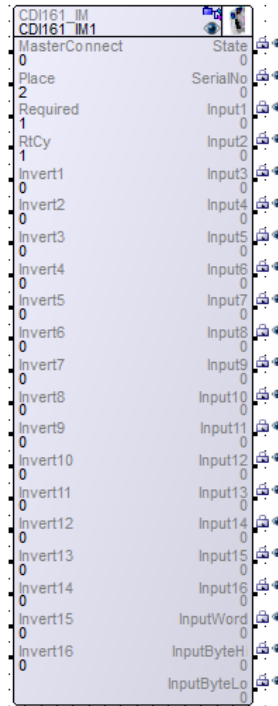 CDI161_IM
CDI161_IM1
MasterConnect State
0 0
Place SerialNo
2 0
Required Input1
1 0
RtCy Input2
1 0
Invert1 Input3
0 0
Invert2 Input4
0 0
Invert3 Input5
0 0
Invert4 Input6
0 0
Invert5 Input7
0 0
Invert6 Input8
0 0
Invert7 Input9
0 0
Invert8 Input10
0 0
Invert9 Input11
0 0
Invert10 Input12
0 0
Invert11 Input13
0 0
Invert12 Input14
0 0
Invert13 Input15
0 0
Invert14 Input16
0 0
Invert15 InputWord
0 0
Invert16 InputByteH
0 0
InputByteLo
0